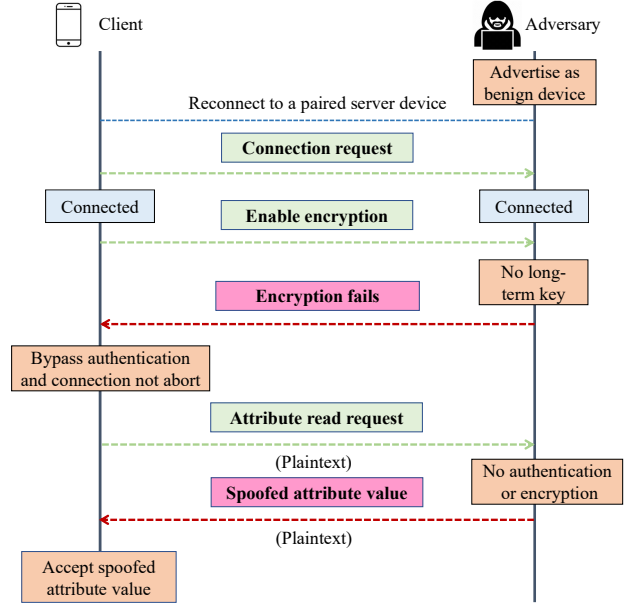 Client
Adversary
Advertise as
benign device
Reconnect to a paired server device
Connection request
Connected
Connected
Enable encryption
No long-
term key
Encryption fails
Bypass authentication
and connection not abort
Attribute read request
(Plaintext)
No authentication
or encryption
Spoofed attribute value
(Plaintext)
Accept spoofed
attribute value